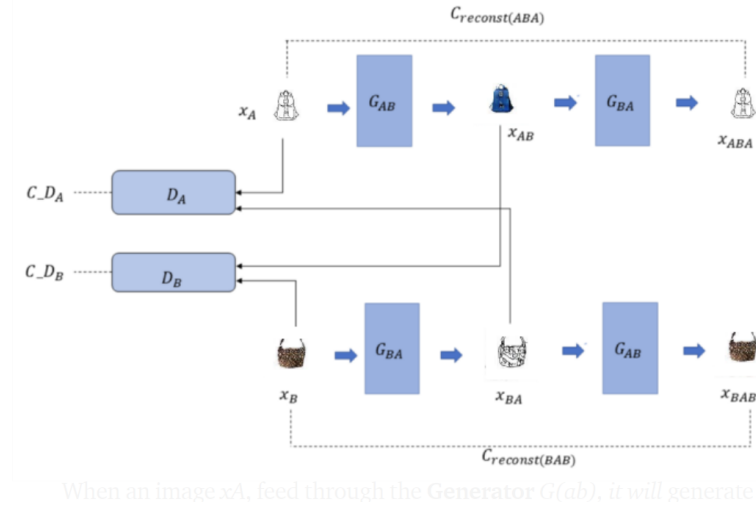 C_reconst(ABA)
x_A G_AB x_AB G_BA x_ABA
C_D_A D_A
C_D_B D_B
x_B G_BA x_BA G_AB x_BAB
C_reconst(BAB)
When an image xA, feed through the Generator G(ab), it will generate